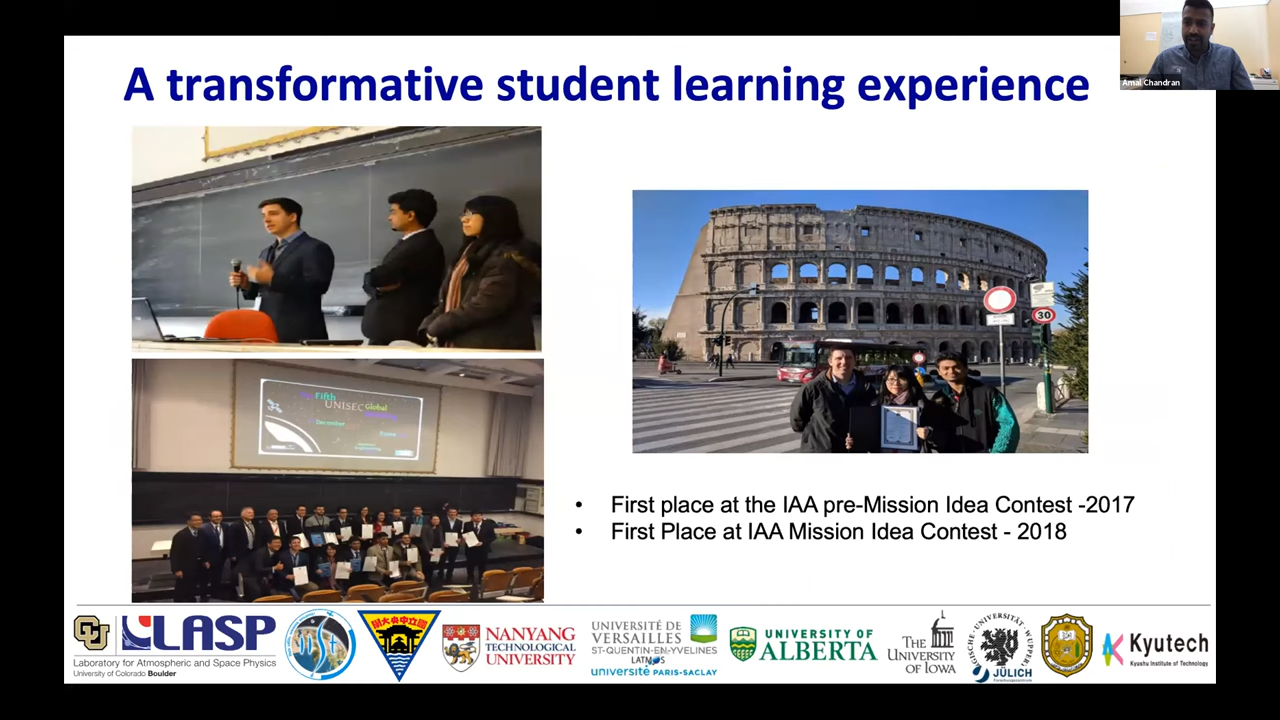 A transformative student learning experience
Amal Chandran
Fifth
UNISEC Global
December
Rome
30
• First place at the IAA pre-Mission Idea Contest -2017
• First Place at IAA Mission Idea Contest - 2018
CU
LASP
Laboratory for Atmospheric and Space Physics
University of Colorado Boulder
NANYANG
TECHNOLOGICAL
UNIVERSITY
UNIVERSITÉ DE
VERSAILLES
ST-QUENTIN-EN-YVELINES
LATMOS
université PARIS-SACLAY
UNIVERSITY OF
ALBERTA
THE
UNIVERSITY
OF IOWA
JÜLICH
Forschungszentrum
Kyutech
Kyushu Institute of Technology